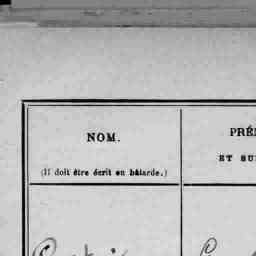 NOM.
(Il doit être écrit en bâtarde.)
PRÉ
ET SU